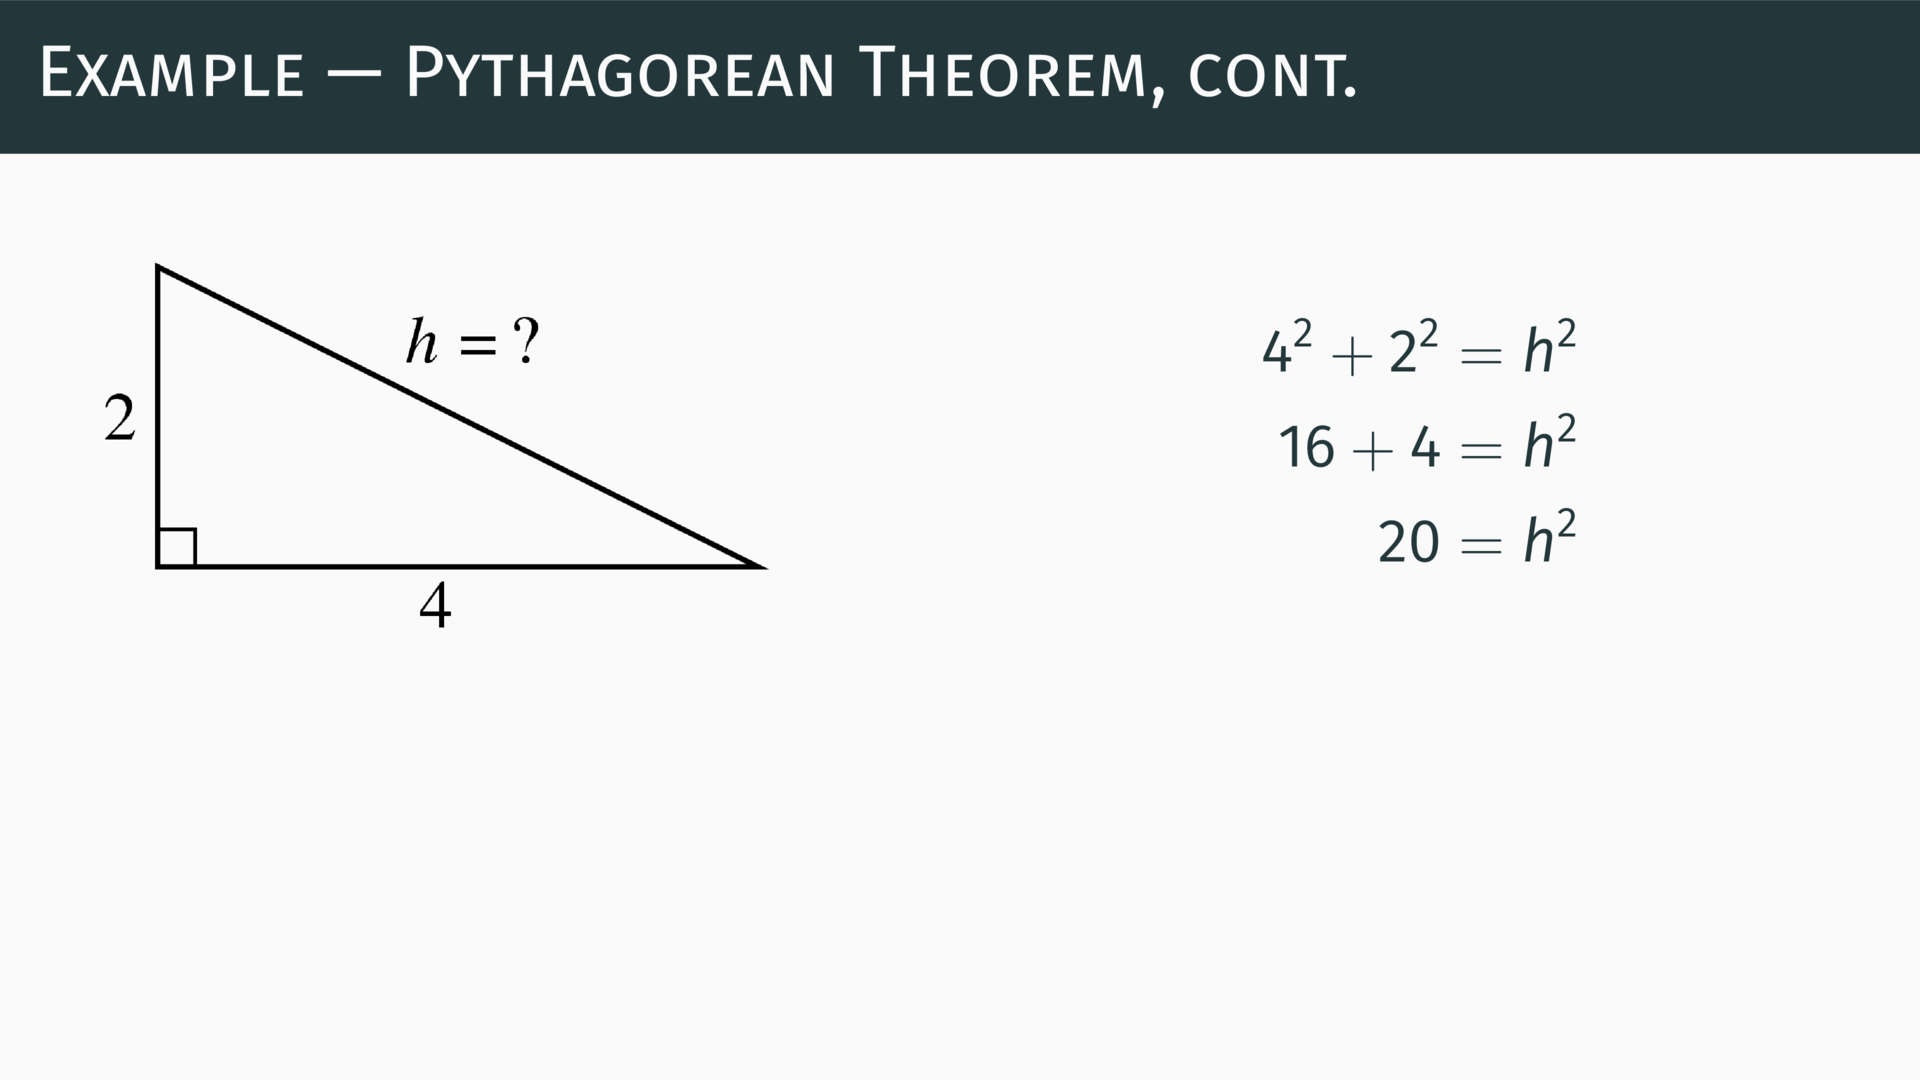 Example — Pythagorean Theorem, cont.
h = ?
2
4
4² + 2² = h²
16 + 4 = h²
20 = h²